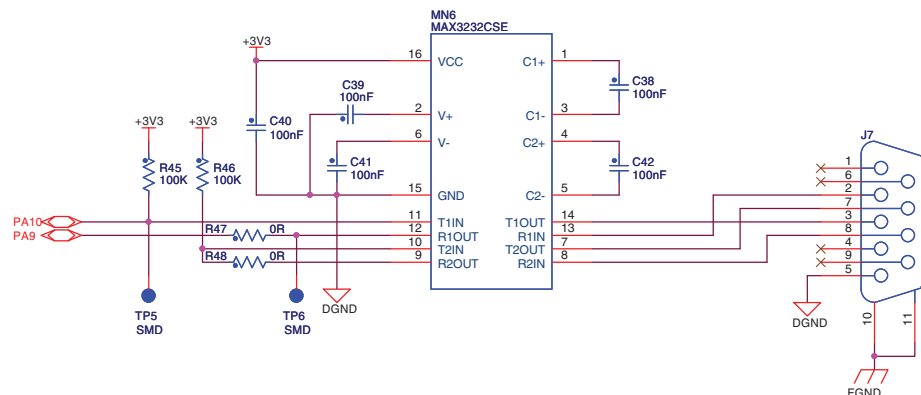 MN6
MAX3232CSE
+3V3
16
VCC
C1+
1
C39
100nF
C38
100nF
2
V+
C1-
3
C40
100nF
+3V3
+3V3
6
V-
C2+
4
J7
R45
100K
R46
100K
C41
100nF
C42
100nF
1
6
15
GND
C2-
5
2
7
PA10
11
T1IN
T1OUT
14
3
PA9
R47
0R
12
R1OUT
R1IN
13
8
10
T2IN
T2OUT
7
4
R48
0R
9
R2OUT
R2IN
8
9
5
TP5
SMD
TP6
SMD
DGND
DGND
10
11
EGND